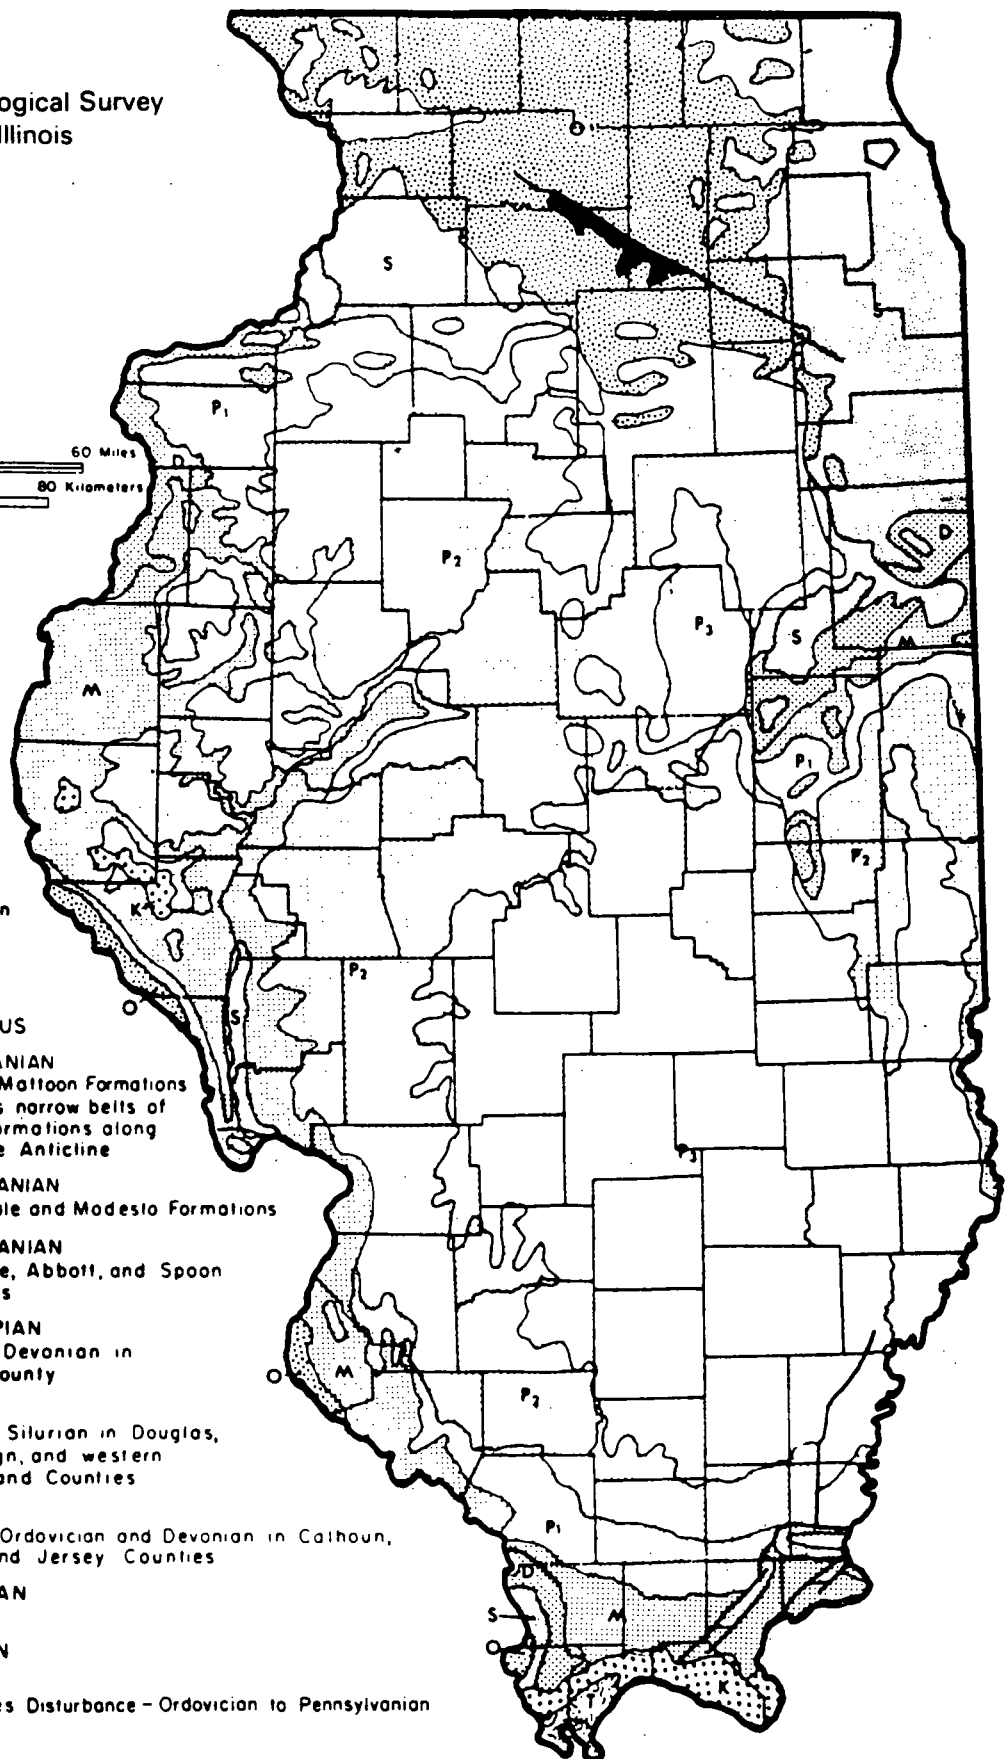 ogical Survey
Illinois
S
P1
60 Miles
80 Kilometers
D
P2
D
P3
S
M
M
P1
P2
K
n
P2
O
S
US
ANIAN
Mattoon Formations
s narrow belts of
ormations along
e Anticline
P3
ANIAN
ale and Modesto Formations
ANIAN
e, Abbott, and Spoon
s
PIAN
Devonian in
ounty
M
O
P2
Silurian in Douglas,
gn, and western
and Counties
P1
Ordovician and Devonian in Calhoun,
nd Jersey Counties
D
AN
S
M
O
N
K
T
es Disturbance – Ordovician to Pennsylvanian